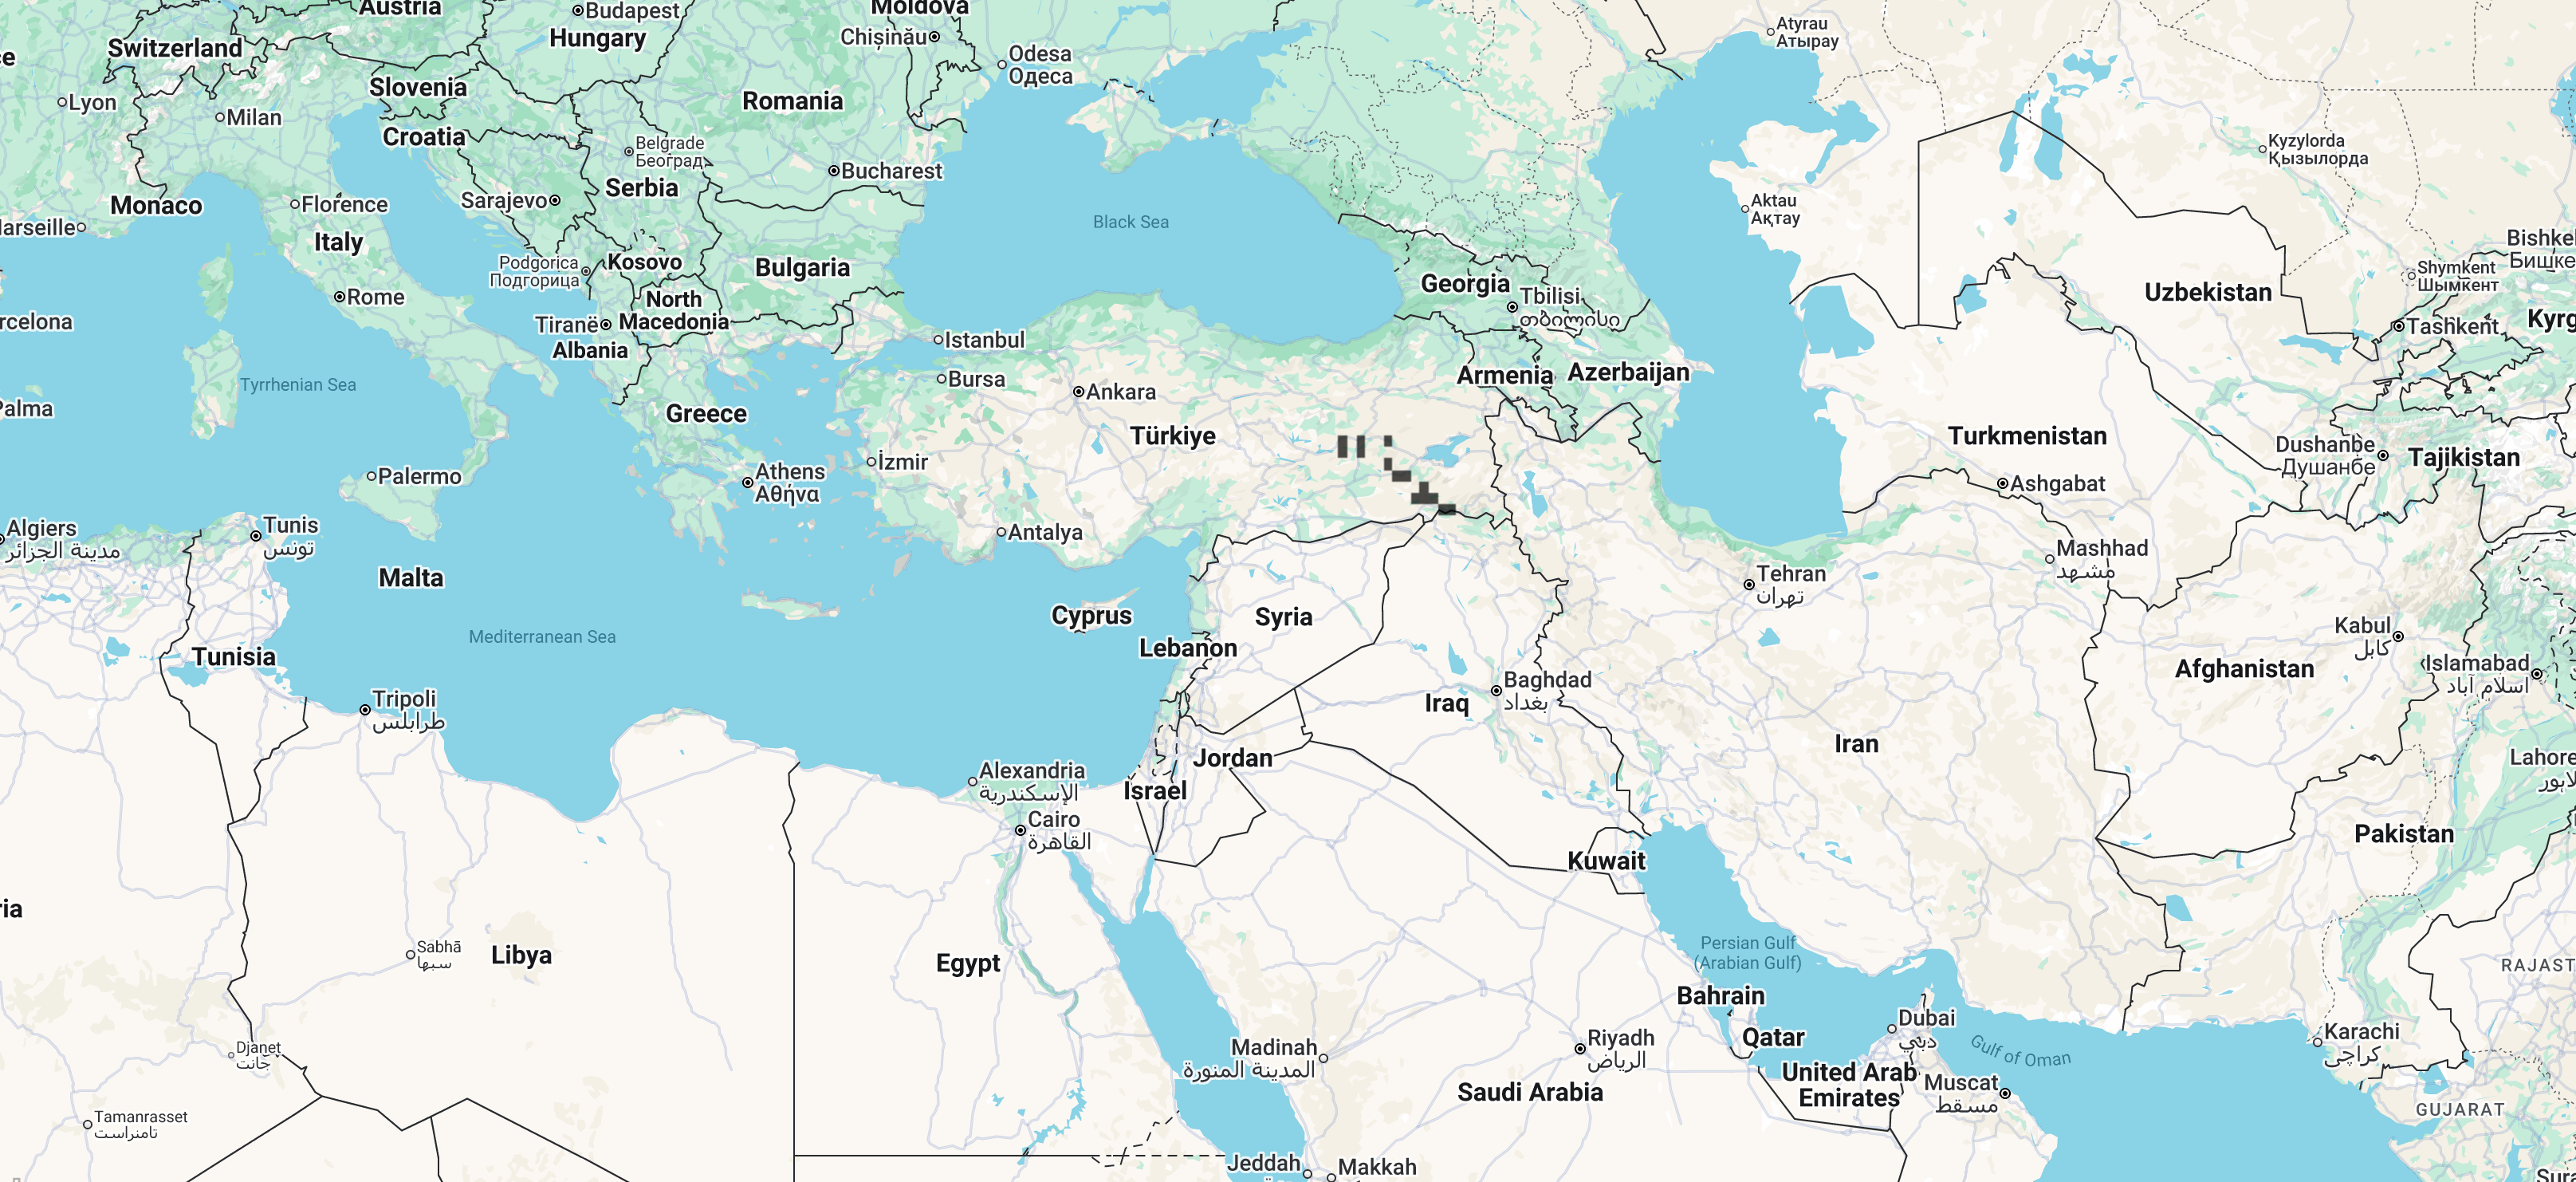 Austria
Budapest
Moldova
Atyrau
Атырау
Switzerland
Hungary
Chișinău
Odesa
Одеса
ce
Slovenia
Lyon
Milan
Romania
Croatia
Belgrade
Београд
Kyzylorda
Қызылорда
Bucharest
Serbia
Monaco
Florence
Sarajevo
Aktau
Ақтау
Black Sea
arseille
Italy
Bishke
Бишке
Podgorica
Подгорица
Kosovo
Bulgaria
Georgia
Shymkent
Шымкент
Rome
North
Macedonia
Tbilisi
თბილისი
Uzbekistan
rcelona
Tiranë
Albania
Istanbul
Tashkent
Kyrg
Tyrrhenian Sea
Bursa
Ankara
Armenia
Azerbaijan
Palma
Greece
Türkiye
Turkmenistan
Dushanbe
Душанбе
Tajikistan
Palermo
Athens
Αθήνα
İzmir
Ashgabat
Algiers
مدينة الجزائر
Tunis
تونس
Antalya
Mashhad
مشهد
Malta
Tehran
تهران
Cyprus
Syria
Kabul
کابل
Mediterranean Sea
Lebanon
Tunisia
Islamabad
اسلام آباد
Afghanistan
Tripoli
طرابلس
Baghdad
بغداد
Iraq
Jordan
Iran
Lahore
لاہور
Alexandria
الإسكندرية
Israel
Cairo
القاهرة
Pakistan
Kuwait
ria
Sabhā
سبها
Libya
Egypt
Persian Gulf
(Arabian Gulf)
RAJAST
Bahrain
Dubai
دبي
Qatar
Karachi
کراچی
Madinah
المدينة المنورة
Riyadh
الرياض
Gulf of Oman
Djanet
جانت
United Arab
Emirates
Muscat
مسقط
Saudi Arabia
Tamanrasset
تامنراست
GUJARAT
Jeddah
Makkah
Sura